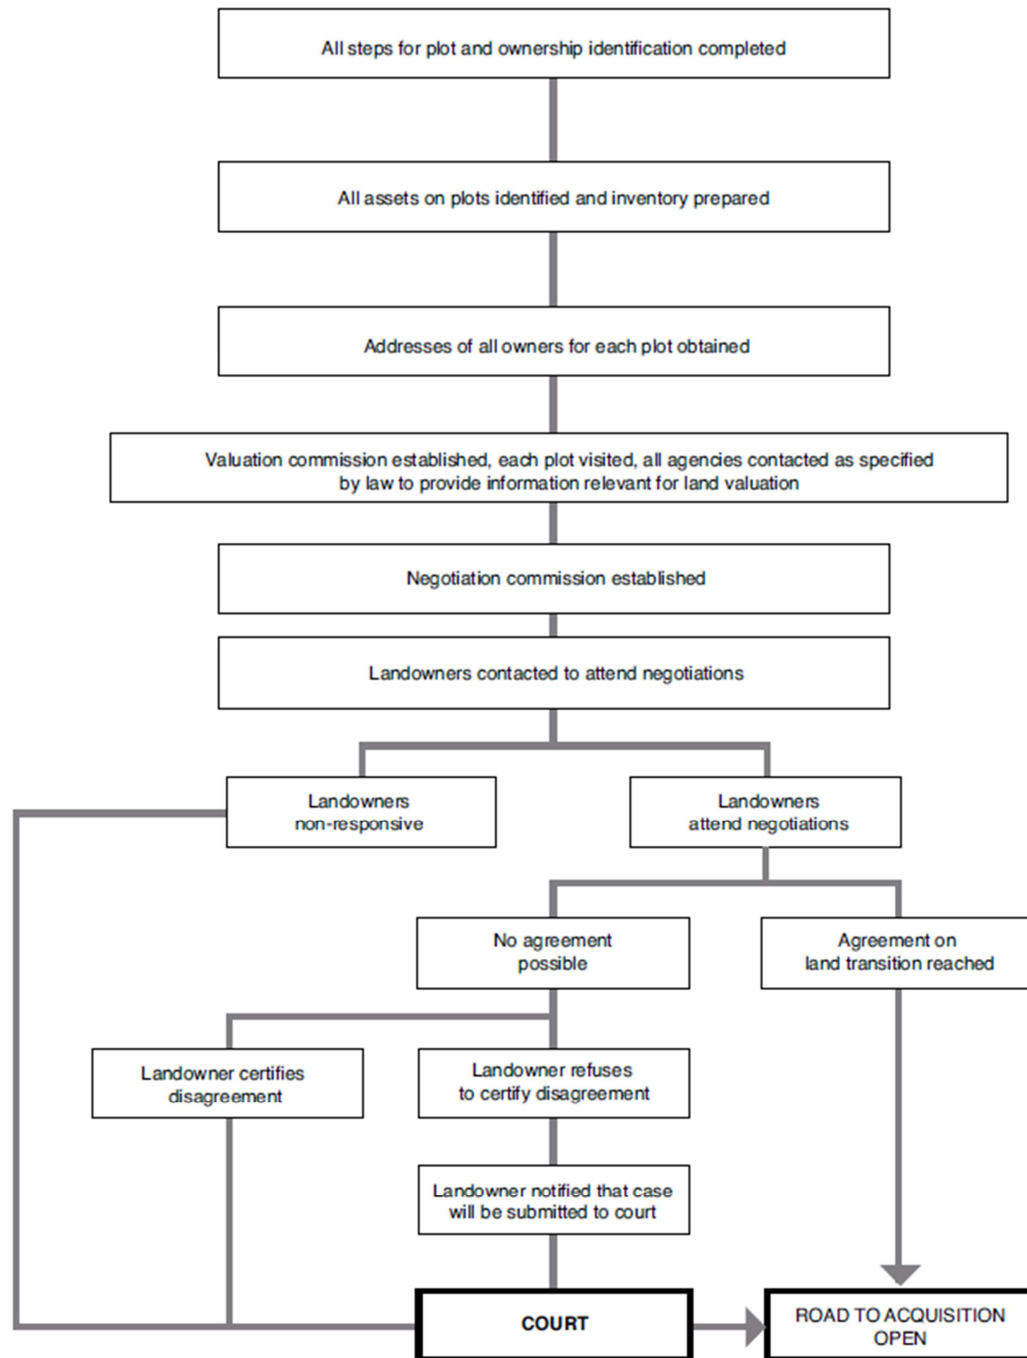 All steps for plot and ownership identification completed
All assets on plots identified and inventory prepared
Addresses of all owners for each plot obtained
Valuation commission established, each plot visited, all agencies contacted as specified
by law to provide information relevant for land valuation
Negotiation commission established
Landowners contacted to attend negotiations
Landowners
non-responsive
Landowners
attend negotiations
No agreement
possible
Agreement on
land transition reached
Landowner certifies
disagreement
Landowner refuses
to certify disagreement
Landowner notified that case
will be submitted to court
COURT
ROAD TO ACQUISITION
OPEN